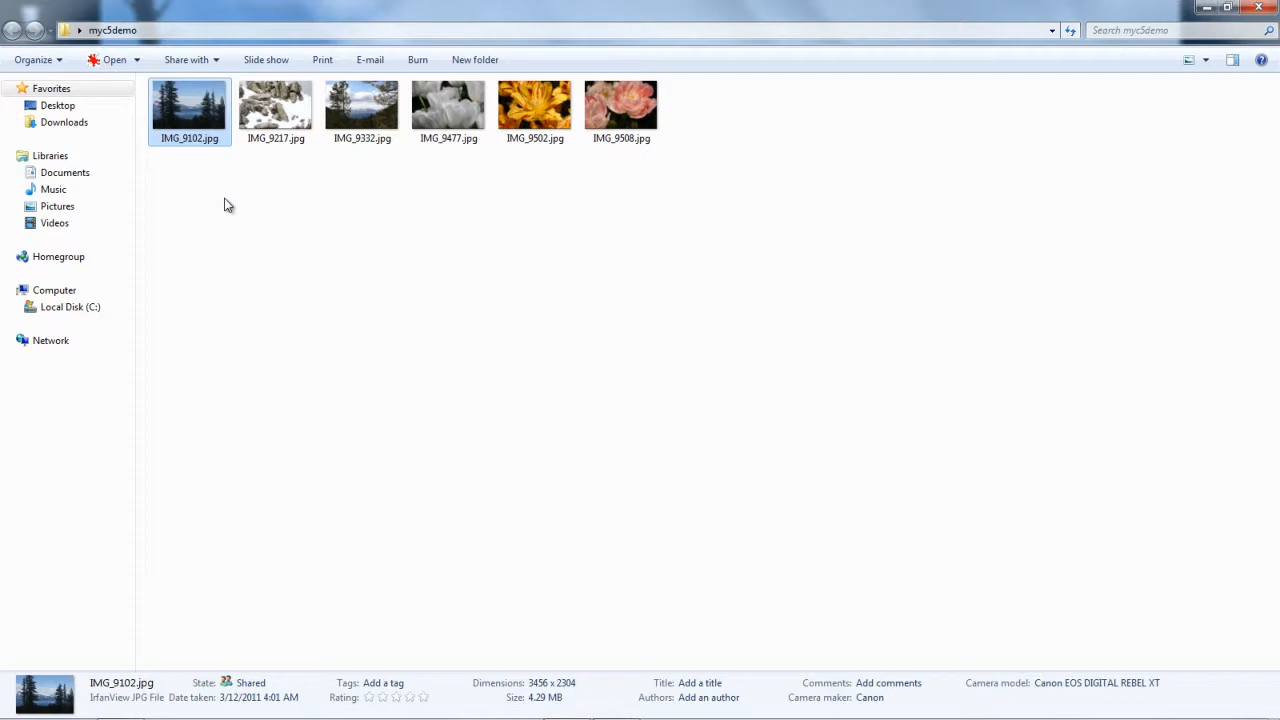 myc5demo
Search myc5demo
Organize Open Share with Slide show Print E-mail Burn New folder
Favorites
Desktop
Downloads
Libraries
Documents
Music
Pictures
Videos
Homegroup
Computer
Local Disk (C:)
Network
IMG_9102.jpg IMG_9217.jpg IMG_9332.jpg IMG_9477.jpg IMG_9502.jpg IMG_9508.jpg
IMG_9102.jpg State: Shared Tags: Add a tag Dimensions: 3456 x 2304 Title: Add a title Comments: Add comments Camera model: Canon EOS DIGITAL REBEL XT
IrfanView JPG File Date taken: 3/12/2011 4:01 AM Rating: Size: 4.29 MB Authors: Add an author Camera maker: Canon